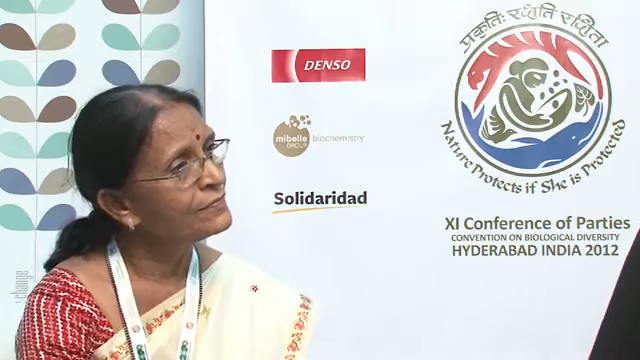 DENSO
mibelle
GROUP
biochemistry
Solidaridad
प्रकृतिः रक्षति रक्षिता
Nature Protects if She is Protected
XI Conference of Parties
CONVENTION ON BIOLOGICAL DIVERSITY
HYDERABAD INDIA 2012